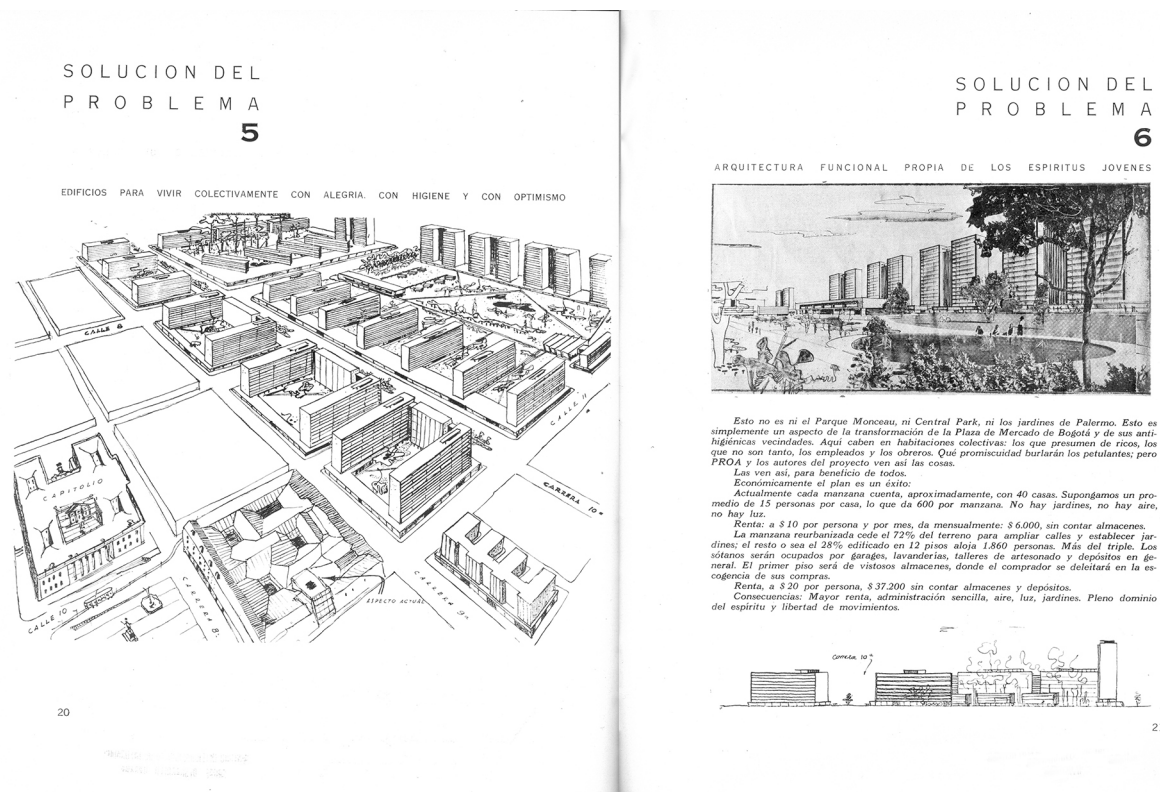 SOLUCION DEL
PROBLEMA
5
EDIFICIOS PARA VIVIR COLECTIVAMENTE CON ALEGRIA. CON HIGIENE Y CON OPTIMISMO
CALLE 8
CALLE 11
CAPITOLIO
CARRERA
10ª
ASPECTO ACTUAL
CARRERA 9ª
CALLE 10
CARRERA 8ª
20
SOLUCION DEL
PROBLEMA
6
ARQUITECTURA FUNCIONAL PROPIA DE LOS ESPIRITUS JOVENES
Esto no es ni el Parque Monceau, ni Central Park, ni los jardines de Palermo. Esto es
simplemente un aspecto de la transformación de la Plaza de Mercado de Bogotá y de sus anti-
higiénicas vecindades. Aquí caben en habitaciones colectivas: los que presumen de ricos, los
que no son tanto, los empleados y los obreros. Qué promiscuidad burlarán los petulantes; pero
PROA y los autores del proyecto ven así las cosas.
Las ven así, para beneficio de todos.
Económicamente el plan es un éxito:
Actualmente cada manzana cuenta, aproximadamente, con 40 casas. Supongamos un pro-
medio de 15 personas por casa, lo que da 600 por manzana. No hay jardines, no hay aire,
no hay luz.
Renta: a $ 10 por persona y por mes, da mensualmente: $ 6.000, sin contar almacenes.
La manzana reurbanizada cede el 72% del terreno para ampliar calles y establecer jar-
dines; el resto o sea el 28% edificado en 12 pisos aloja 1.860 personas. Más del triple. Los
sótanos serán ocupados por garages, lavanderías, talleres de artesonado y depósitos en ge-
neral. El primer piso será de vistosos almacenes, donde el comprador se deleitará en la es-
cogencia de sus compras.
Renta, a $ 20 por persona, $ 37.200 sin contar almacenes y depósitos.
Consecuencias: Mayor renta, administración sencilla, aire, luz, jardines. Pleno dominio
del espíritu y libertad de movimientos.
10ª
2